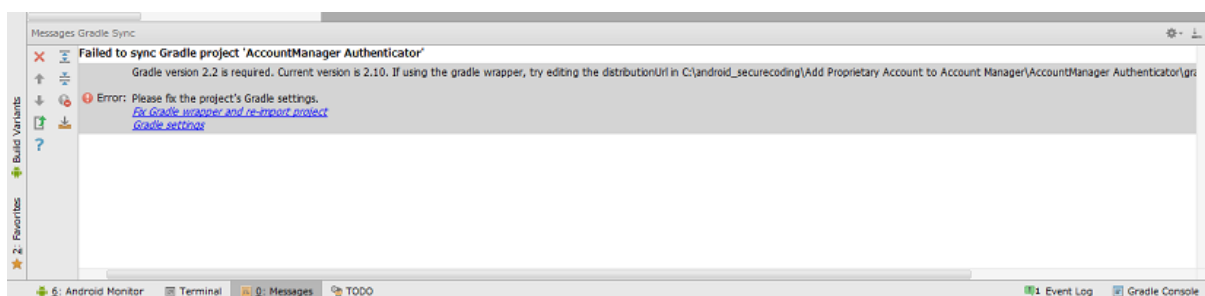 Messages Gradle Sync
Failed to sync Gradle project 'AccountManager Authenticator'
Gradle version 2.2 is required. Current version is 2.10. If using the gradle wrapper, try editing the distributionUrl in C:\android_securecoding\Add Proprietary Account to Account Manager\AccountManager Authenticator\gra
Error: Please fix the project's Gradle settings.
Fix Gradle wrapper and re-import project
Gradle settings
Build Variants
2: Favorites
6: Android Monitor Terminal 0: Messages TODO 1 Event Log Gradle Console